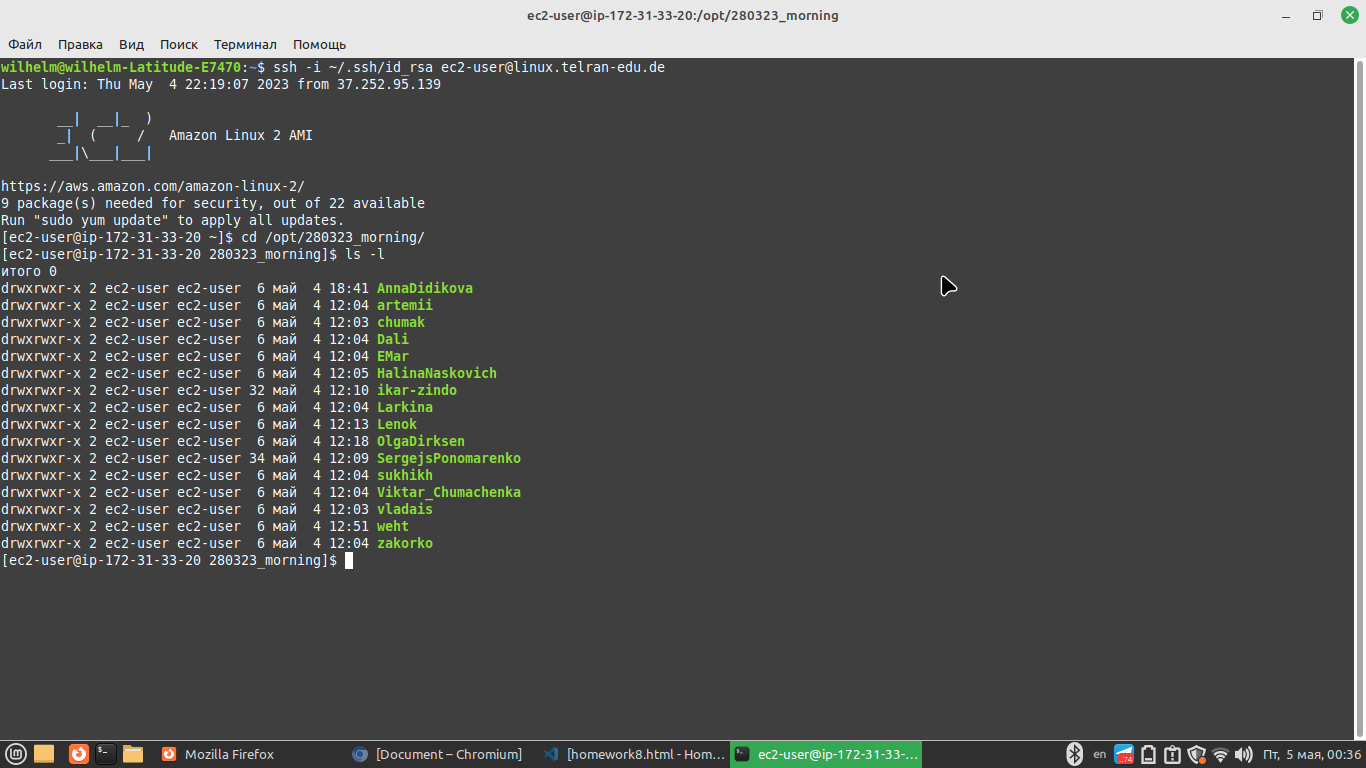 ec2-user@ip-172-31-33-20:/opt/280323_morning
Файл Правка Вид Поиск Терминал Помощь
wilhelm@wilhelm-Latitude-E7470:~$ ssh -i ~/.ssh/id_rsa ec2-user@linux.telran-edu.de
Last login: Thu May  4 22:19:07 2023 from 37.252.95.139
       __|  __|_  )
       _|  (     /   Amazon Linux 2 AMI
      ___|\___|___|
https://aws.amazon.com/amazon-linux-2/
9 package(s) needed for security, out of 22 available
Run "sudo yum update" to apply all updates.
[ec2-user@ip-172-31-33-20 ~]$ cd /opt/280323_morning/
[ec2-user@ip-172-31-33-20 280323_morning]$ ls -l
итого 0
drwxrwxr-x 2 ec2-user ec2-user  6 май  4 18:41 AnnaDidikova
drwxrwxr-x 2 ec2-user ec2-user  6 май  4 12:04 artemii
drwxrwxr-x 2 ec2-user ec2-user  6 май  4 12:03 chumak
drwxrwxr-x 2 ec2-user ec2-user  6 май  4 12:04 Dali
drwxrwxr-x 2 ec2-user ec2-user  6 май  4 12:04 EMar
drwxrwxr-x 2 ec2-user ec2-user  6 май  4 12:05 HalinaNaskovich
drwxrwxr-x 2 ec2-user ec2-user 32 май  4 12:10 ikar-zindo
drwxrwxr-x 2 ec2-user ec2-user  6 май  4 12:04 Larkina
drwxrwxr-x 2 ec2-user ec2-user  6 май  4 12:13 Lenok
drwxrwxr-x 2 ec2-user ec2-user  6 май  4 12:18 OlgaDirksen
drwxrwxr-x 2 ec2-user ec2-user 34 май  4 12:09 SergejsPonomarenko
drwxrwxr-x 2 ec2-user ec2-user  6 май  4 12:04 sukhikh
drwxrwxr-x 2 ec2-user ec2-user  6 май  4 12:04 Viktar_Chumachenka
drwxrwxr-x 2 ec2-user ec2-user  6 май  4 12:03 vladais
drwxrwxr-x 2 ec2-user ec2-user  6 май  4 12:51 weht
drwxrwxr-x 2 ec2-user ec2-user  6 май  4 12:04 zakorko
[ec2-user@ip-172-31-33-20 280323_morning]$
Mozilla Firefox [Document – Chromium] [homework8.html - Hom... ec2-user@ip-172-31-33-... en ..74 Пт, 5 мая, 00:36